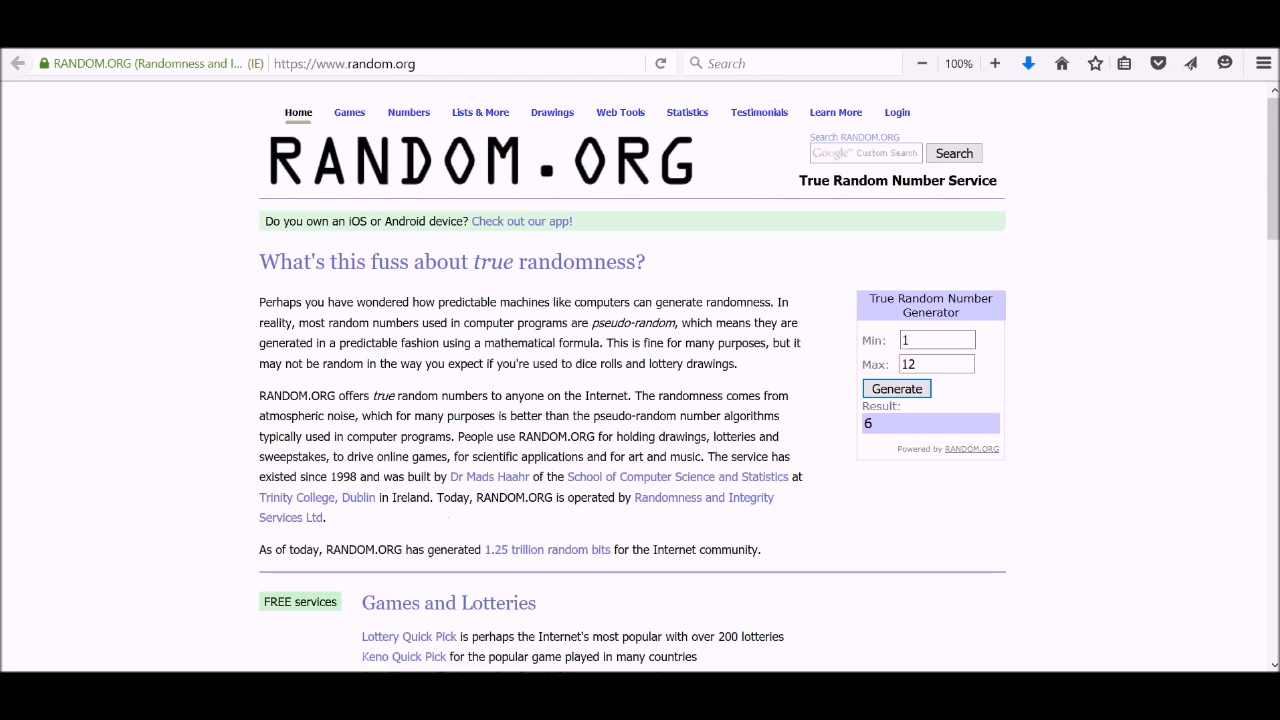 RANDOM.ORG (Randomness and I... (IE) https://www.random.org Search 100%
Home Games Numbers Lists & More Drawings Web Tools Statistics Testimonials Learn More Login
RANDOM.ORG
Search RANDOM.ORG
Google™ Custom Search Search
True Random Number Service
Do you own an iOS or Android device? Check out our app!
What's this fuss about true randomness?
Perhaps you have wondered how predictable machines like computers can generate randomness. In
reality, most random numbers used in computer programs are pseudo-random, which means they are
generated in a predictable fashion using a mathematical formula. This is fine for many purposes, but it
may not be random in the way you expect if you're used to dice rolls and lottery drawings.
RANDOM.ORG offers true random numbers to anyone on the Internet. The randomness comes from
atmospheric noise, which for many purposes is better than the pseudo-random number algorithms
typically used in computer programs. People use RANDOM.ORG for holding drawings, lotteries and
sweepstakes, to drive online games, for scientific applications and for art and music. The service has
existed since 1998 and was built by Dr Mads Haahr of the School of Computer Science and Statistics at
Trinity College, Dublin in Ireland. Today, RANDOM.ORG is operated by Randomness and Integrity
Services Ltd.
As of today, RANDOM.ORG has generated 1.25 trillion random bits for the Internet community.
True Random Number
Generator
Min: 1
Max: 12
Generate
Result:
6
Powered by RANDOM.ORG
FREE services
Games and Lotteries
Lottery Quick Pick is perhaps the Internet's most popular with over 200 lotteries
Keno Quick Pick for the popular game played in many countries